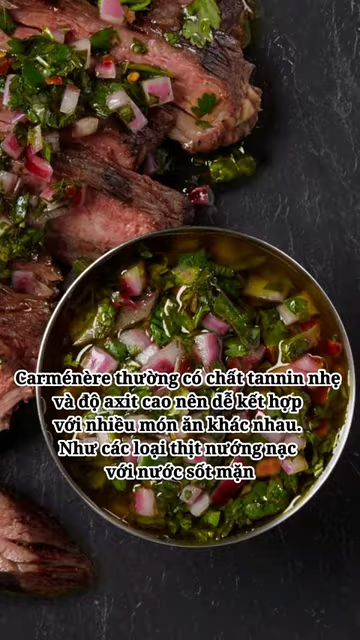 Carménère thường có chất tannin nhẹ
và độ axit cao nên dễ kết hợp
với nhiều món ăn khác nhau.
Như các loại thịt nướng nạc
với nước sốt mặn